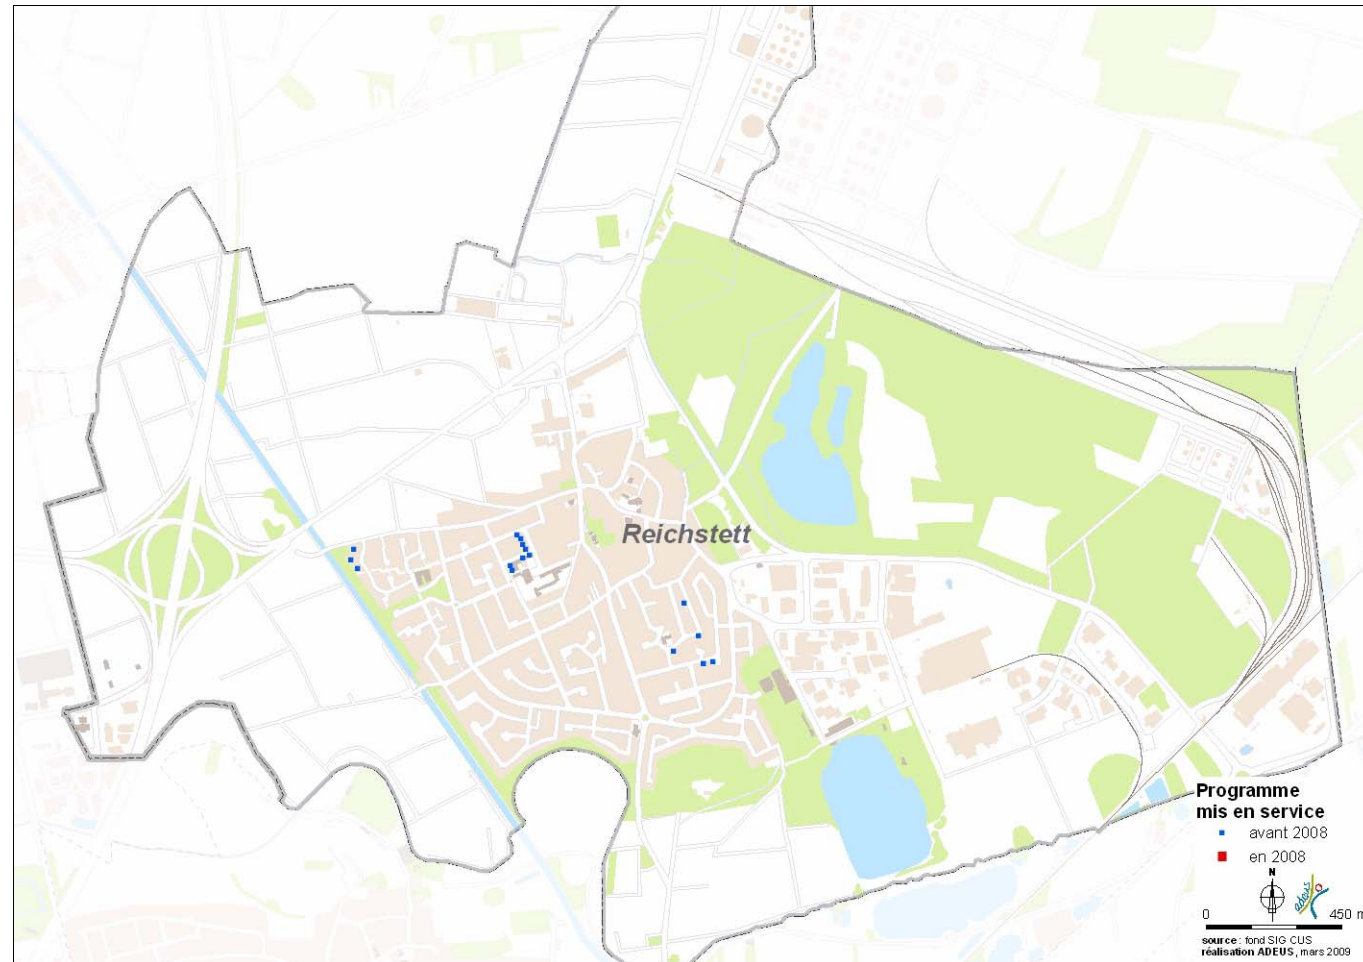 Reichstett
Programme
mis en service
avant 2008
en 2008
N
adeus
0 450 m
source : fond SIG CUS
réalisation ADEUS, mars 2009